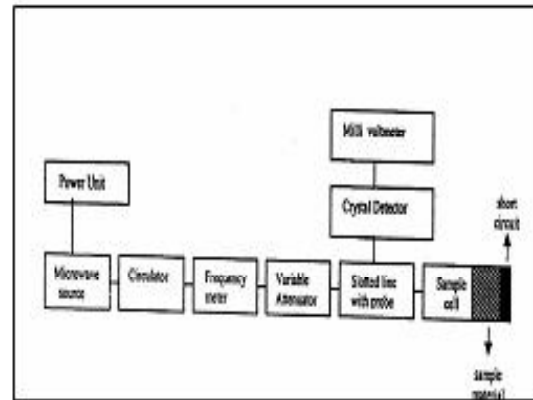 Milli voltmeter
Power Unit
Crystal Detector
short
circuit
Microwave
source
Circulator
Frequency
meter
Variable
Attenuator
Slotted line
with probe
Sample
cell
sample
material